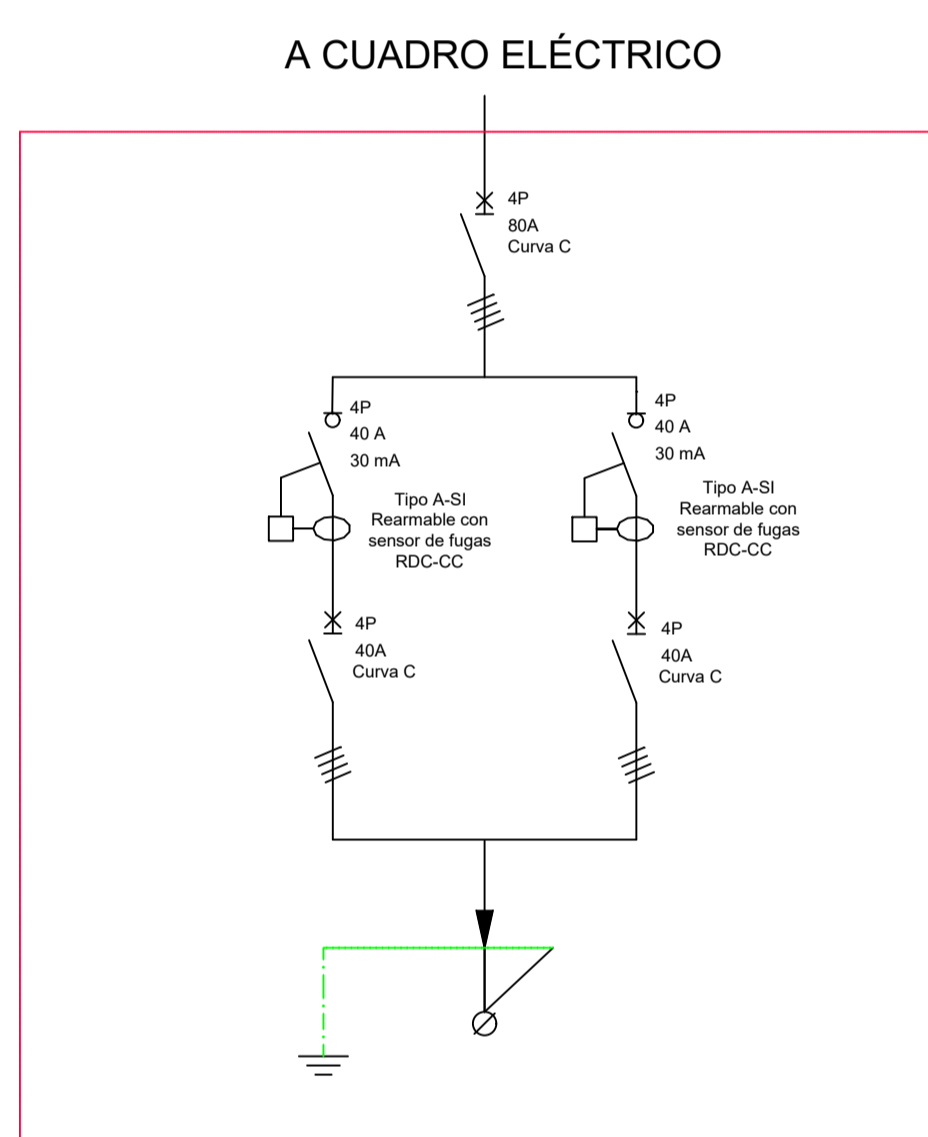 A CUADRO ELÉCTRICO
4P
80A
Curva C
4P
40 A
30 mA
Tipo A-SI
Rearmable con
sensor de fugas
RDC-CC
4P
40A
Curva C
4P
40 A
30 mA
Tipo A-SI
Rearmable con
sensor de fugas
RDC-CC
4P
40A
Curva C